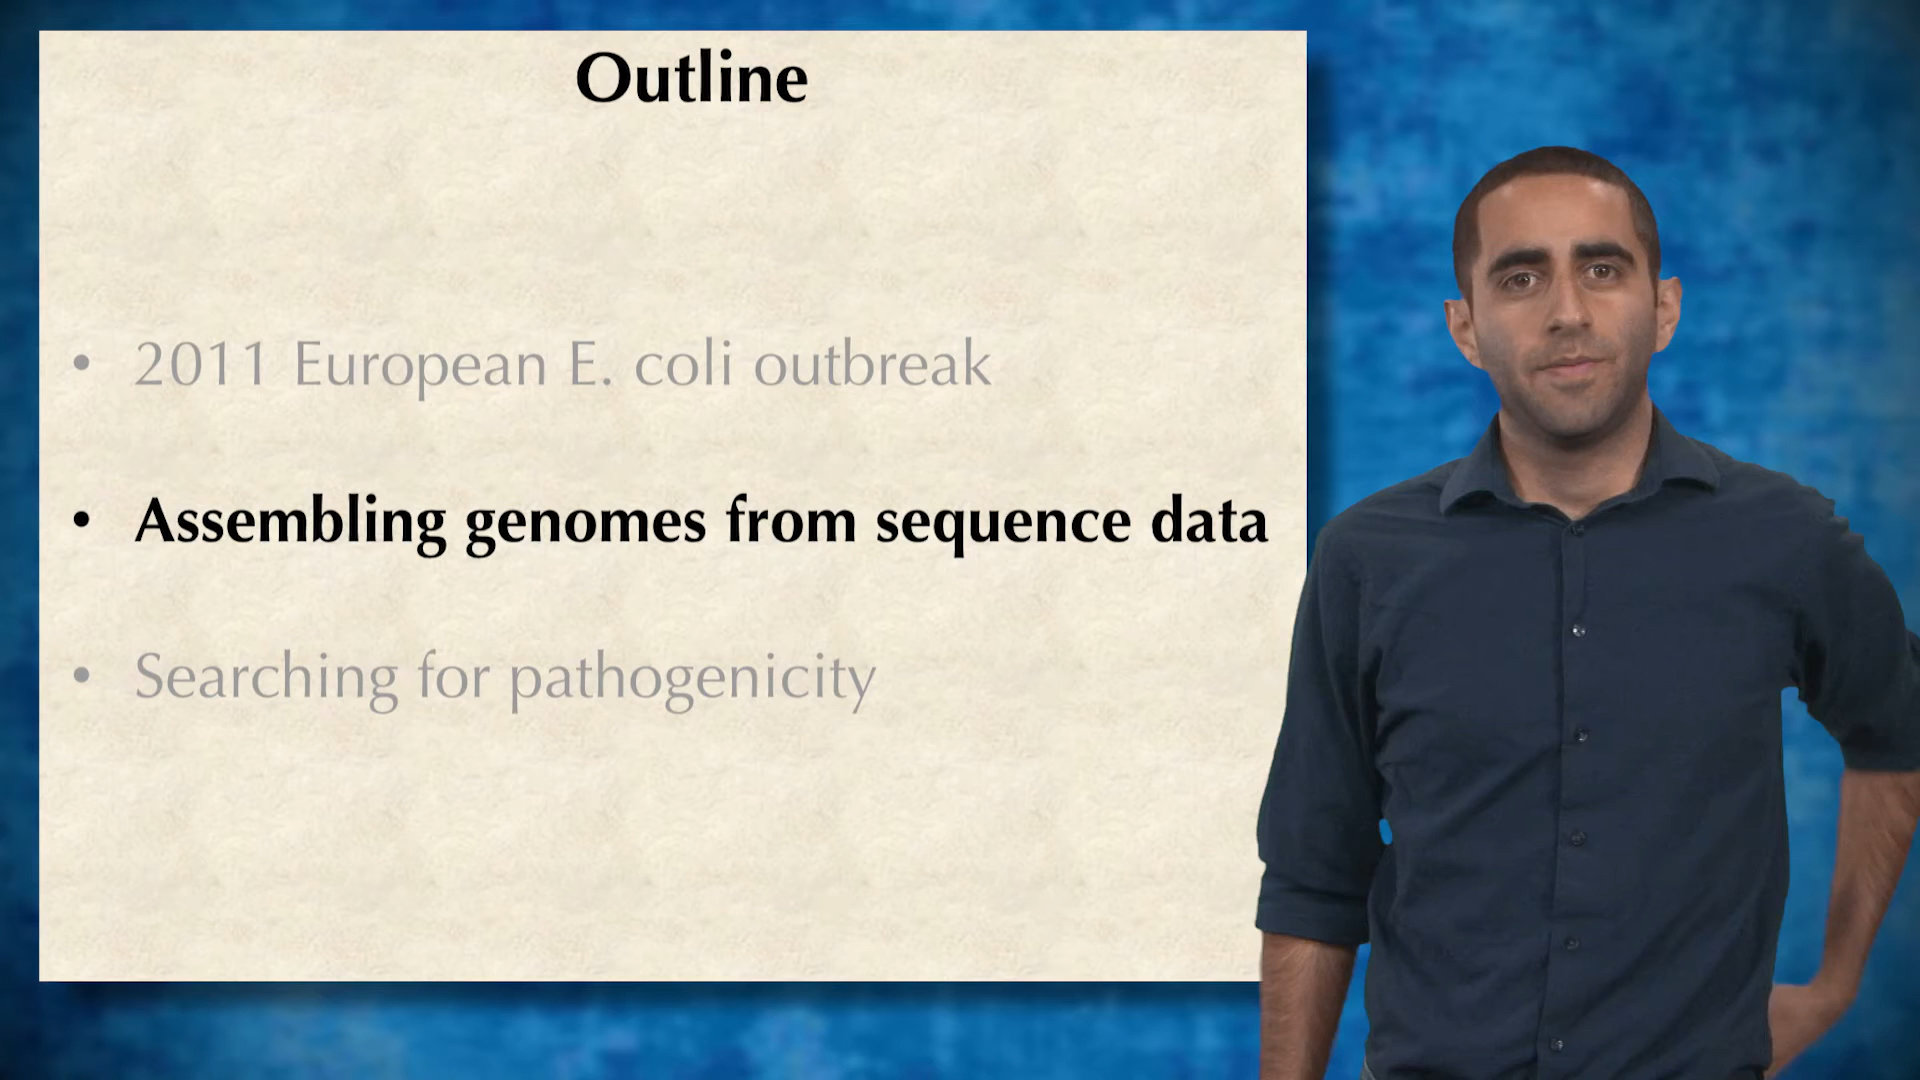 Outline
• 2011 European E. coli outbreak
• Assembling genomes from sequence data
• Searching for pathogenicity